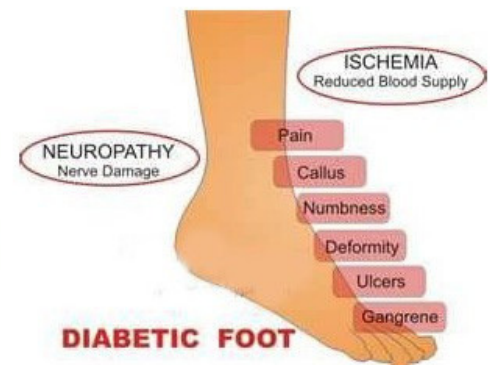 ISCHEMIA
Reduced Blood Supply
NEUROPATHY
Nerve Damage
Pain
Callus
Numbness
Deformity
Ulcers
Gangrene
DIABETIC FOOT